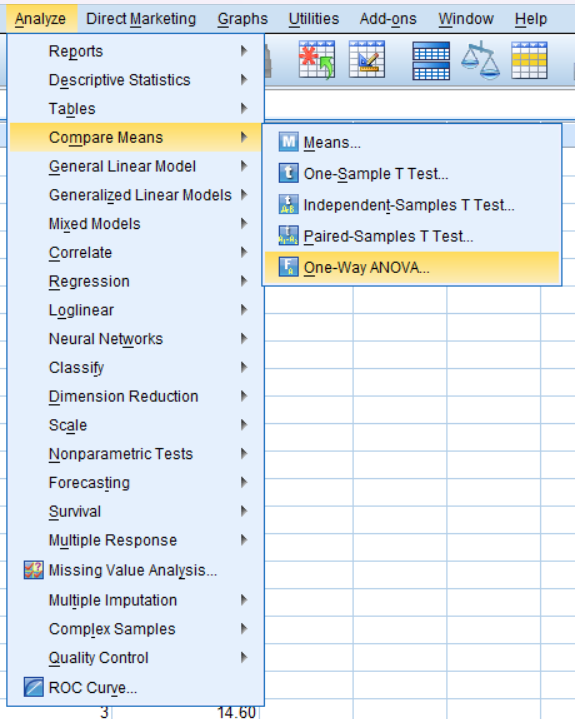 Analyze Direct Marketing Graphs Utilities Add-ons Window Help
Reports
Descriptive Statistics
Tables
Compare Means
General Linear Model
Generalized Linear Models
Mixed Models
Correlate
Regression
Loglinear
Neural Networks
Classify
Dimension Reduction
Scale
Nonparametric Tests
Forecasting
Survival
Multiple Response
Missing Value Analysis...
Multiple Imputation
Complex Samples
Quality Control
ROC Curve...
M Means...
t One-Sample T Test...
Independent-Samples T Test...
Paired-Samples T Test...
One-Way ANOVA...
3 14.60